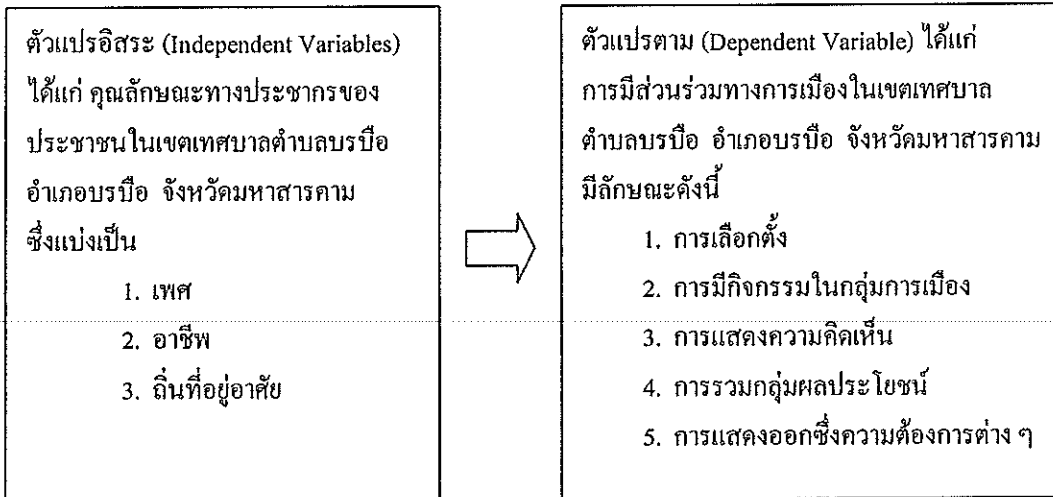 ตัวแปรอิสระ (Independent Variables)
ได้แก่ คุณลักษณะทางประชากรของ
ประชาชนในเขตเทศบาลตำบลบรบือ
อำเภอบรบือ จังหวัดมหาสารคาม
ซึ่งแบ่งเป็น
1. เพศ
2. อาชีพ
3. ถิ่นที่อยู่อาศัย
ตัวแปรตาม (Dependent Variable) ได้แก่
การมีส่วนร่วมทางการเมืองในเขตเทศบาล
ตำบลบรบือ อำเภอบรบือ จังหวัดมหาสารคาม
มีลักษณะดังนี้
1. การเลือกตั้ง
2. การมีกิจกรรมในกลุ่มการเมือง
3. การแสดงความคิดเห็น
4. การรวมกลุ่มผลประโยชน์
5. การแสดงออกซึ่งความต้องการต่าง ๆ